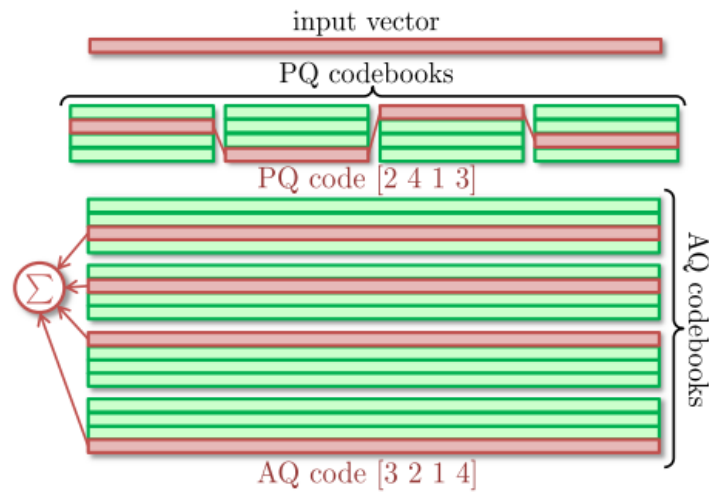 input vector
PQ codebooks
PQ code [2 4 1 3]
∑
AQ codebooks
AQ code [3 2 1 4]